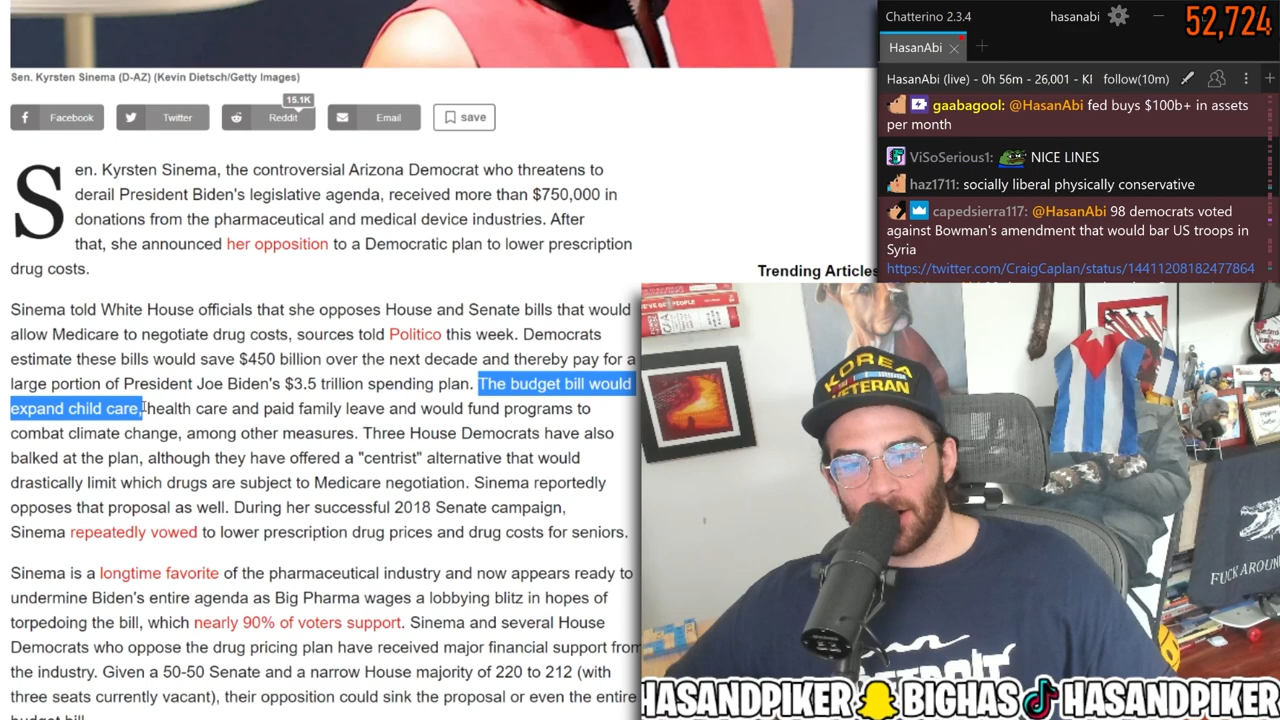 Sen. Kyrsten Sinema (D-AZ) (Kevin Dietsch/Getty Images)
15.1K
Facebook
Twitter
Reddit
Email
save
Sen. Kyrsten Sinema, the controversial Arizona Democrat who threatens to
derail President Biden's legislative agenda, received more than $750,000 in
donations from the pharmaceutical and medical device industries. After
that, she announced her opposition to a Democratic plan to lower prescription
drug costs.
Sinema told White House officials that she opposes House and Senate bills that would
allow Medicare to negotiate drug costs, sources told Politico this week. Democrats
estimate these bills would save $450 billion over the next decade and thereby pay for a
large portion of President Joe Biden's $3.5 trillion spending plan. The budget bill would
expand child care, health care and paid family leave and would fund programs to
combat climate change, among other measures. Three House Democrats have also
balked at the plan, although they have offered a "centrist" alternative that would
drastically limit which drugs are subject to Medicare negotiation. Sinema reportedly
opposes that proposal as well. During her successful 2018 Senate campaign,
Sinema repeatedly vowed to lower prescription drug prices and drug costs for seniors.
Sinema is a longtime favorite of the pharmaceutical industry and now appears ready to
undermine Biden's entire agenda as Big Pharma wages a lobbying blitz in hopes of
torpedoing the bill, which nearly 90% of voters support. Sinema and several House
Democrats who oppose the drug pricing plan have received major financial support from
the industry. Given a 50-50 Senate and a narrow House majority of 220 to 212 (with
three seats currently vacant), their opposition could sink the proposal or even the entire
budget bill.
Trending Articles
Chatterino 2.3.4
hasanabi
52,724
HasanAbi
HasanAbi (live) - 0h 56m - 26,001 - Kl follow(10m)
gaabagool: @HasanAbi fed buys $100b+ in assets
per month
ViSoSerious1: NICE LINES
haz1711: socially liberal physically conservative
capedsierra117: @HasanAbi 98 democrats voted
against Bowman's amendment that would bar US troops in
Syria
https://twitter.com/CraigCaplan/status/14411208182477864
KOREA
VETERAN
DETROIT
FUCK AROUN
HASANDPIKER BIGHAS HASANDPIKER